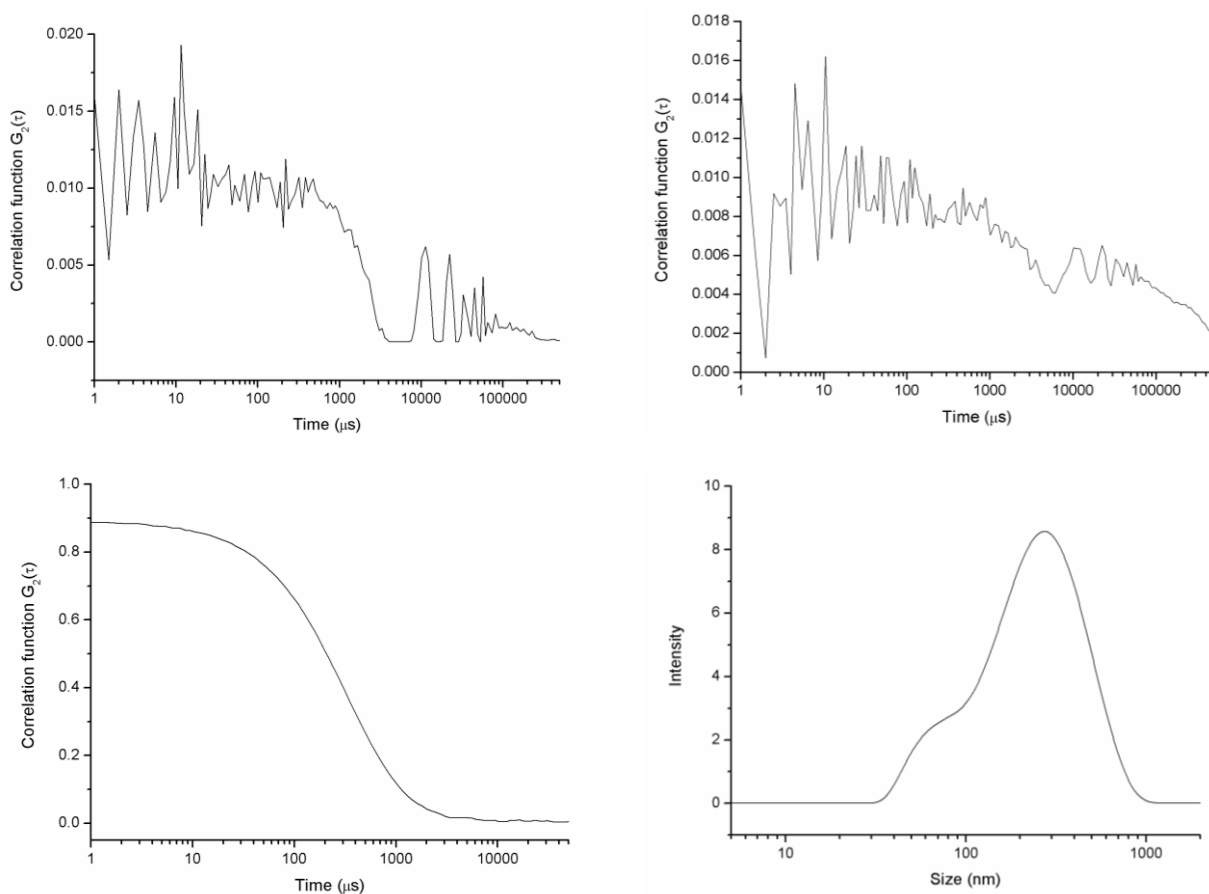 Correlation function G₂(τ)
0.020
0.015
0.010
0.005
0.000
1 10 100 1000 10000 100000
Time (μs)
Correlation function G₂(τ)
0.018
0.016
0.014
0.012
0.010
0.008
0.006
0.004
0.002
0.000
1 10 100 1000 10000 100000
Time (μs)
Correlation function G₂(τ)
1.0
0.8
0.6
0.4
0.2
0.0
1 10 100 1000 10000
Time (μs)
Intensity
10
8
6
4
2
0
10 100 1000
Size (nm)